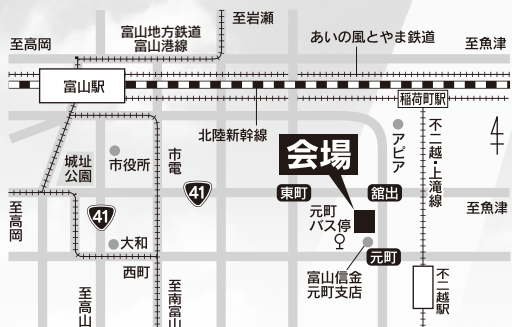 至岩瀬
富山地方鉄道
富山港線
至高岡
あいの風とやま鉄道
至魚津
富山駅
稲荷町駅
北陸新幹線
城址
公園
市役所
市電
41
会場
アピア
不二越・上滝線
東町
舘出
至高岡
41
元町
バス停
至魚津
大和
西町
元町
富山信金
元町支店
不二越駅
至高山
至南富山